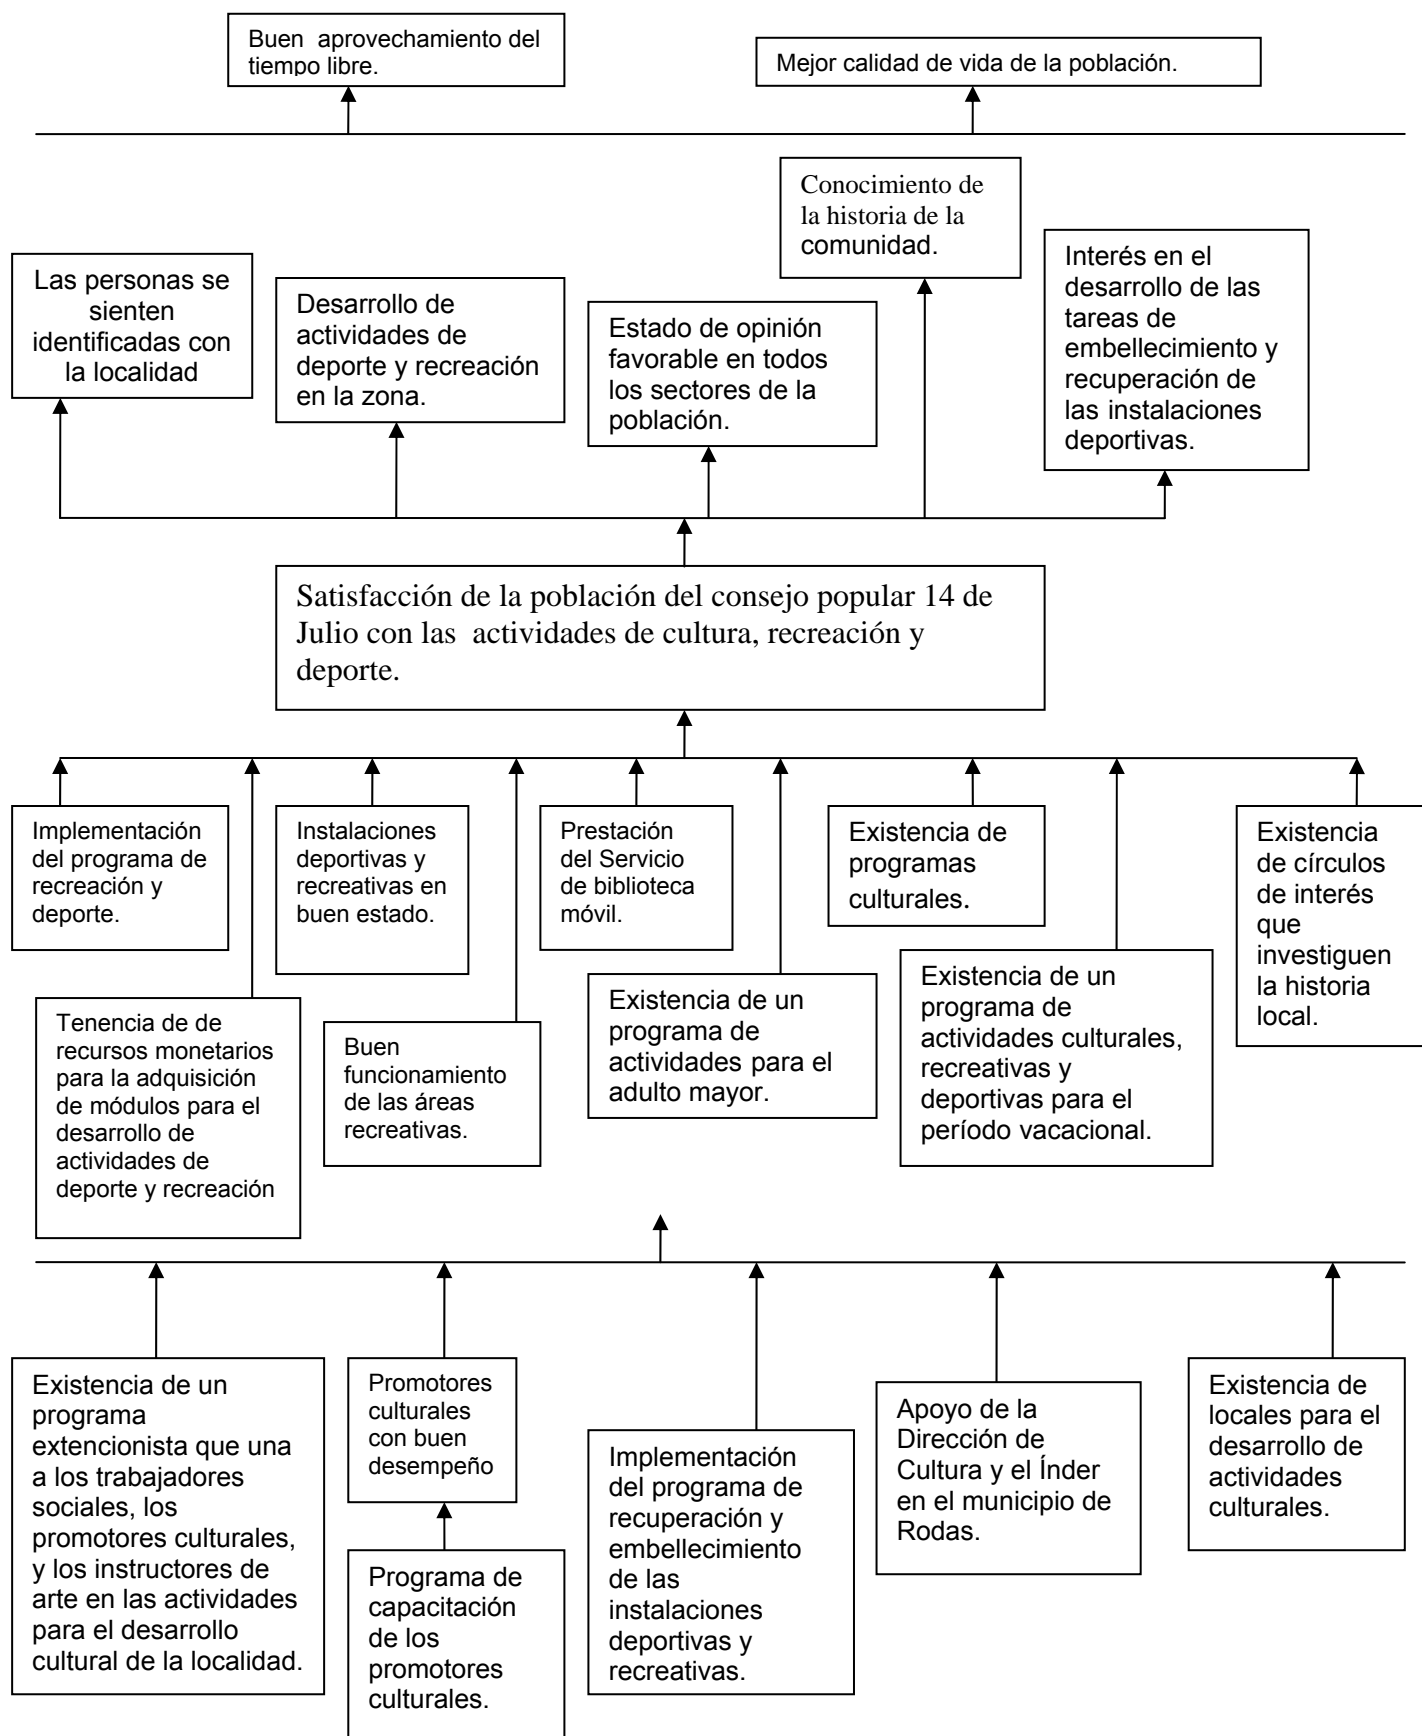 Buen aprovechamiento del
tiempo libre.
Mejor calidad de vida de la población.
Conocimiento de
la historia de la
comunidad.
Las personas se
sienten
identificadas con
la localidad
Desarrollo de
actividades de
deporte y recreación
en la zona.
Estado de opinión
favorable en todos
los sectores de la
población.
Interés en el
desarrollo de las
tareas de
embellecimiento y
recuperación de
las instalaciones
deportivas.
Satisfacción de la población del consejo popular 14 de
Julio con las actividades de cultura, recreación y
deporte.
Implementación
del programa de
recreación y
deporte.
Instalaciones
deportivas y
recreativas en
buen estado.
Prestación
del Servicio
de biblioteca
móvil.
Existencia de
programas
culturales.
Existencia
de círculos
de interés
que
investiguen
la historia
local.
Tenencia de de
recursos monetarios
para la adquisición
de módulos para el
desarrollo de
actividades de
deporte y recreación
Buen
funcionamiento
de las áreas
recreativas.
Existencia de un
programa de
actividades para el
adulto mayor.
Existencia de un
programa de
actividades culturales,
recreativas y
deportivas para el
período vacacional.
Existencia de un
programa
extencionista que una
a los trabajadores
sociales, los
promotores culturales,
y los instructores de
arte en las actividades
para el desarrollo
cultural de la localidad.
Promotores
culturales
con buen
desempeño
Programa de
capacitación
de los
promotores
culturales.
Implementación
del programa de
recuperación y
embellecimiento
de las
instalaciones
deportivas y
recreativas.
Apoyo de la
Dirección de
Cultura y el Índer
en el municipio de
Rodas.
Existencia de
locales para el
desarrollo de
actividades
culturales.